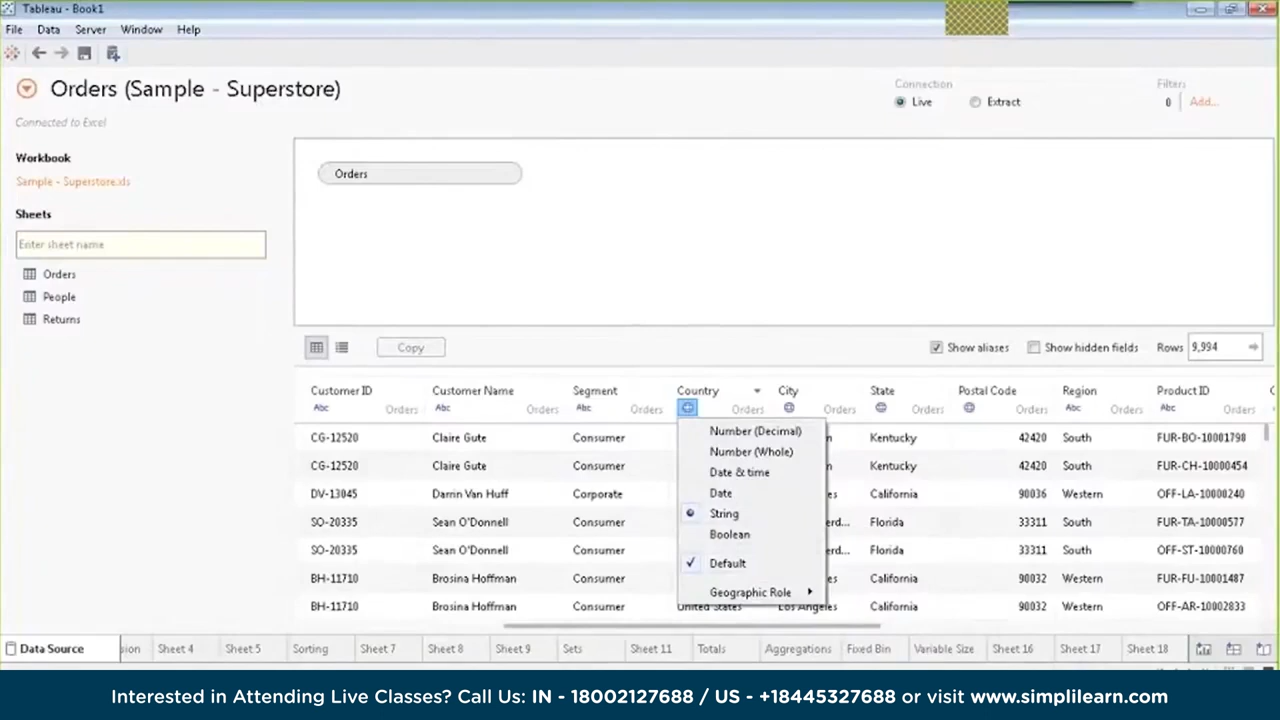 Tableau - Book1
File Data Server Window Help
Orders (Sample - Superstore)
Connection
Live Extract
Filters
0 Add...
Connected to Excel
Workbook
Sample - Superstore.xls
Sheets
Enter sheet name
Orders
People
Returns
Orders
Copy
Show aliases Show hidden fields Rows 9,994
Customer ID Customer Name Segment Country City State Postal Code Region Product ID
Abc Orders Abc Orders Abc Orders Orders Orders Orders Orders Abc Orders Abc Orders
CG-12520 Claire Gute Consumer Kentucky 42420 South FUR-BO-10001798
CG-12520 Claire Gute Consumer Kentucky 42420 South FUR-CH-10000454
DV-13045 Darrin Van Huff Corporate California 90036 Western OFF-LA-10000240
SO-20335 Sean O'Donnell Consumer Florida 33311 South FUR-TA-10000577
SO-20335 Sean O'Donnell Consumer Florida 33311 South OFF-ST-10000760
BH-11710 Brosina Hoffman Consumer California 90032 Western FUR-FU-10001487
BH-11710 Brosina Hoffman Consumer United States Los Angeles California 90032 Western OFF-AR-10002833
Number (Decimal)
Number (Whole)
Date & time
Date
String
Boolean
Default
Geographic Role
Data Source Sheet 4 Sheet 5 Sorting Sheet 7 Sheet 8 Sheet 9 Sets Sheet 11 Totals Aggregations Fixed Bin Variable Size Sheet 16 Sheet 17 Sheet 18
Interested in Attending Live Classes? Call Us: IN - 18002127688 / US - +18445327688 or visit www.simplilearn.com